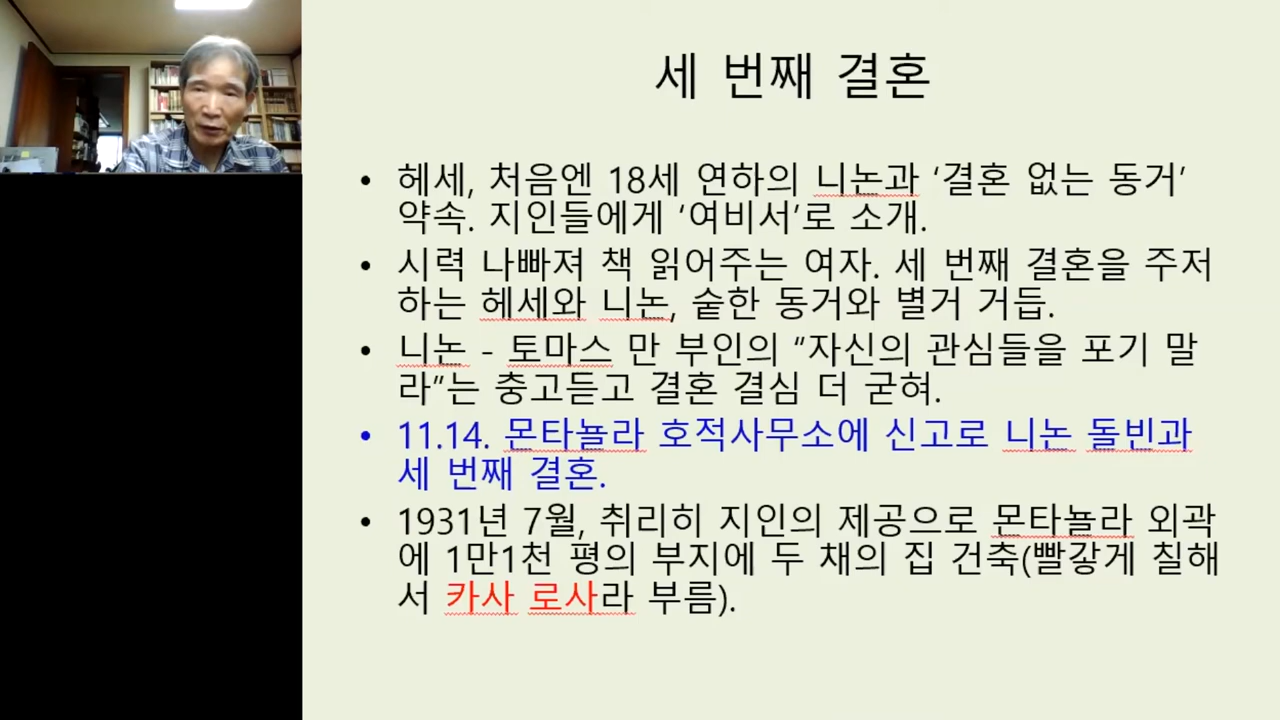 세 번째 결혼
• 헤세, 처음엔 18세 연하의 니논과 ‘결혼 없는 동거’
약속. 지인들에게 ‘여비서’로 소개.
• 시력 나빠져 책 읽어주는 여자. 세 번째 결혼을 주저
하는 헤세와 니논, 숱한 동거와 별거 거듭.
• 니논 - 토마스 만 부인의 ”자신의 관심들을 포기 말
라”는 충고듣고 결혼 결심 더 굳혀.
• 11.14. 몬타뇰라 호적사무소에 신고로 니논 돌빈과
세 번째 결혼.
• 1931년 7월, 취리히 지인의 제공으로 몬타뇰라 외곽
에 1만1천 평의 부지에 두 채의 집 건축(빨갛게 칠해
서 카사 로사라 부름).